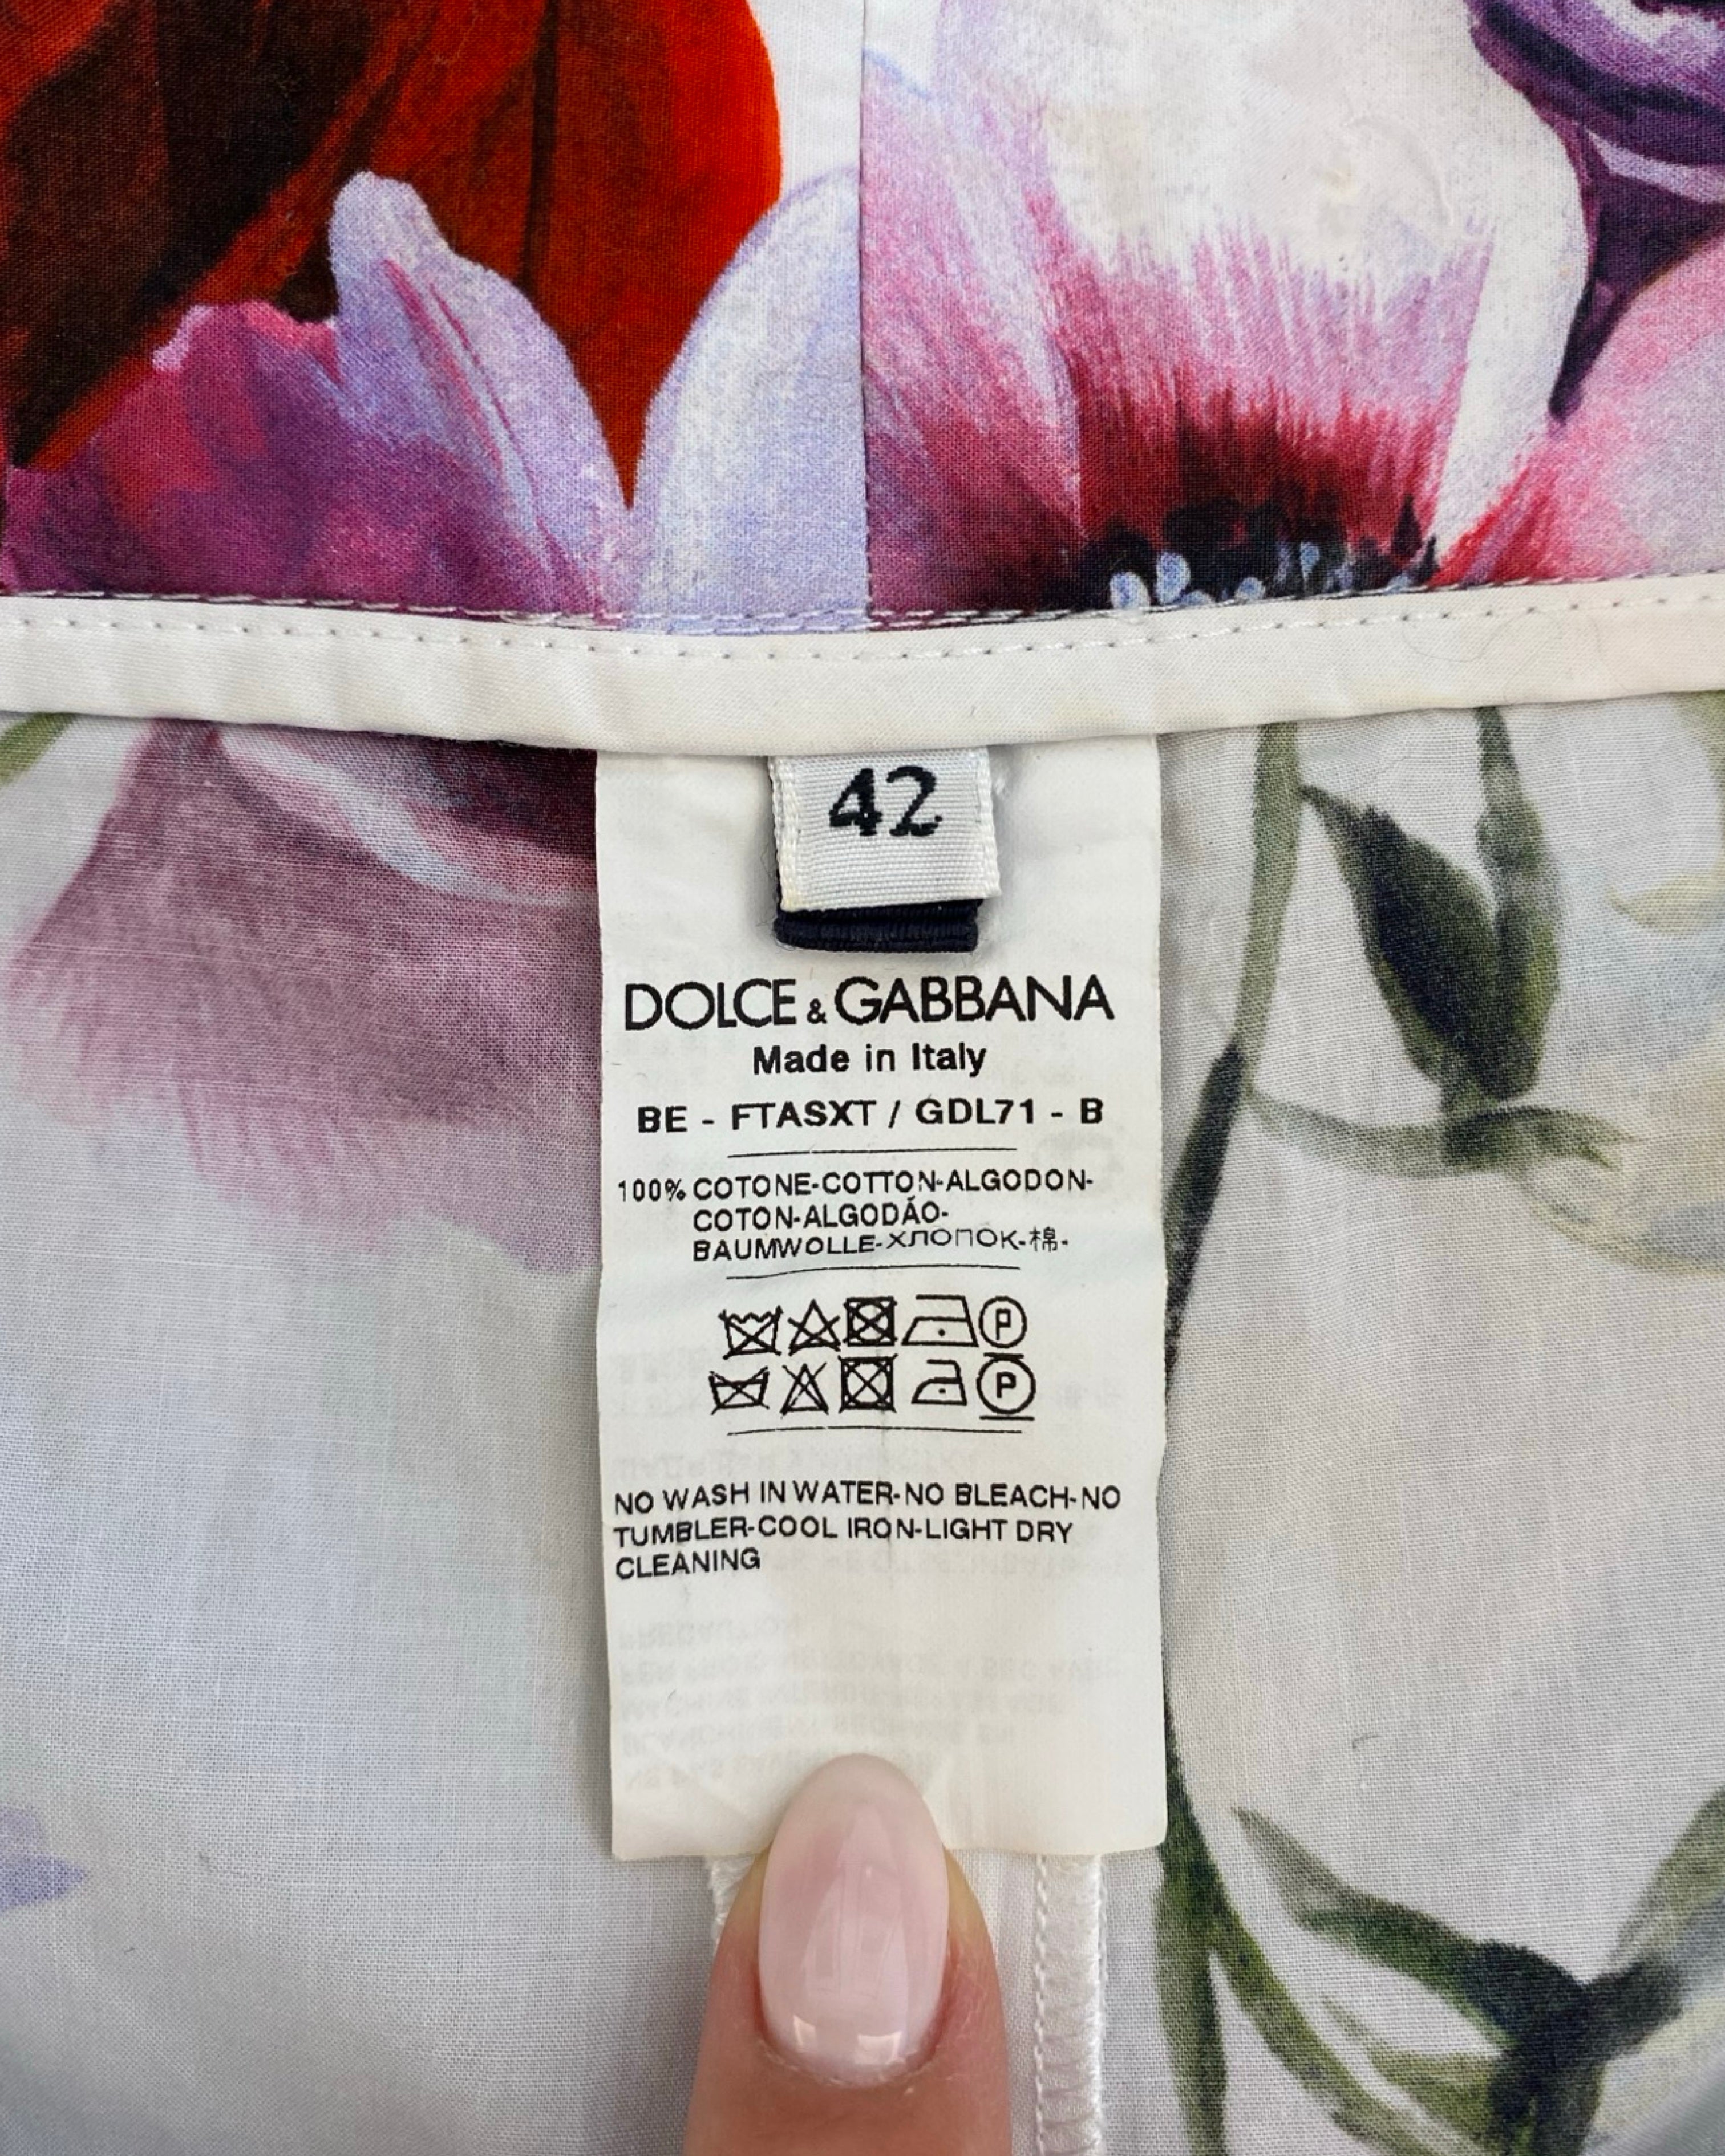 42
DOLCE & GABBANA
Made in Italy
BE - FTASXT / GDL71 - B
100% COTONE-COTTON-ALGODON-
COTON-ALGODÃO-
BAUMWOLLE-ХЛОПОК-棉-
P
P
NO WASH IN WATER-NO BLEACH-NO
TUMBLER-COOL IRON-LIGHT DRY
CLEANING